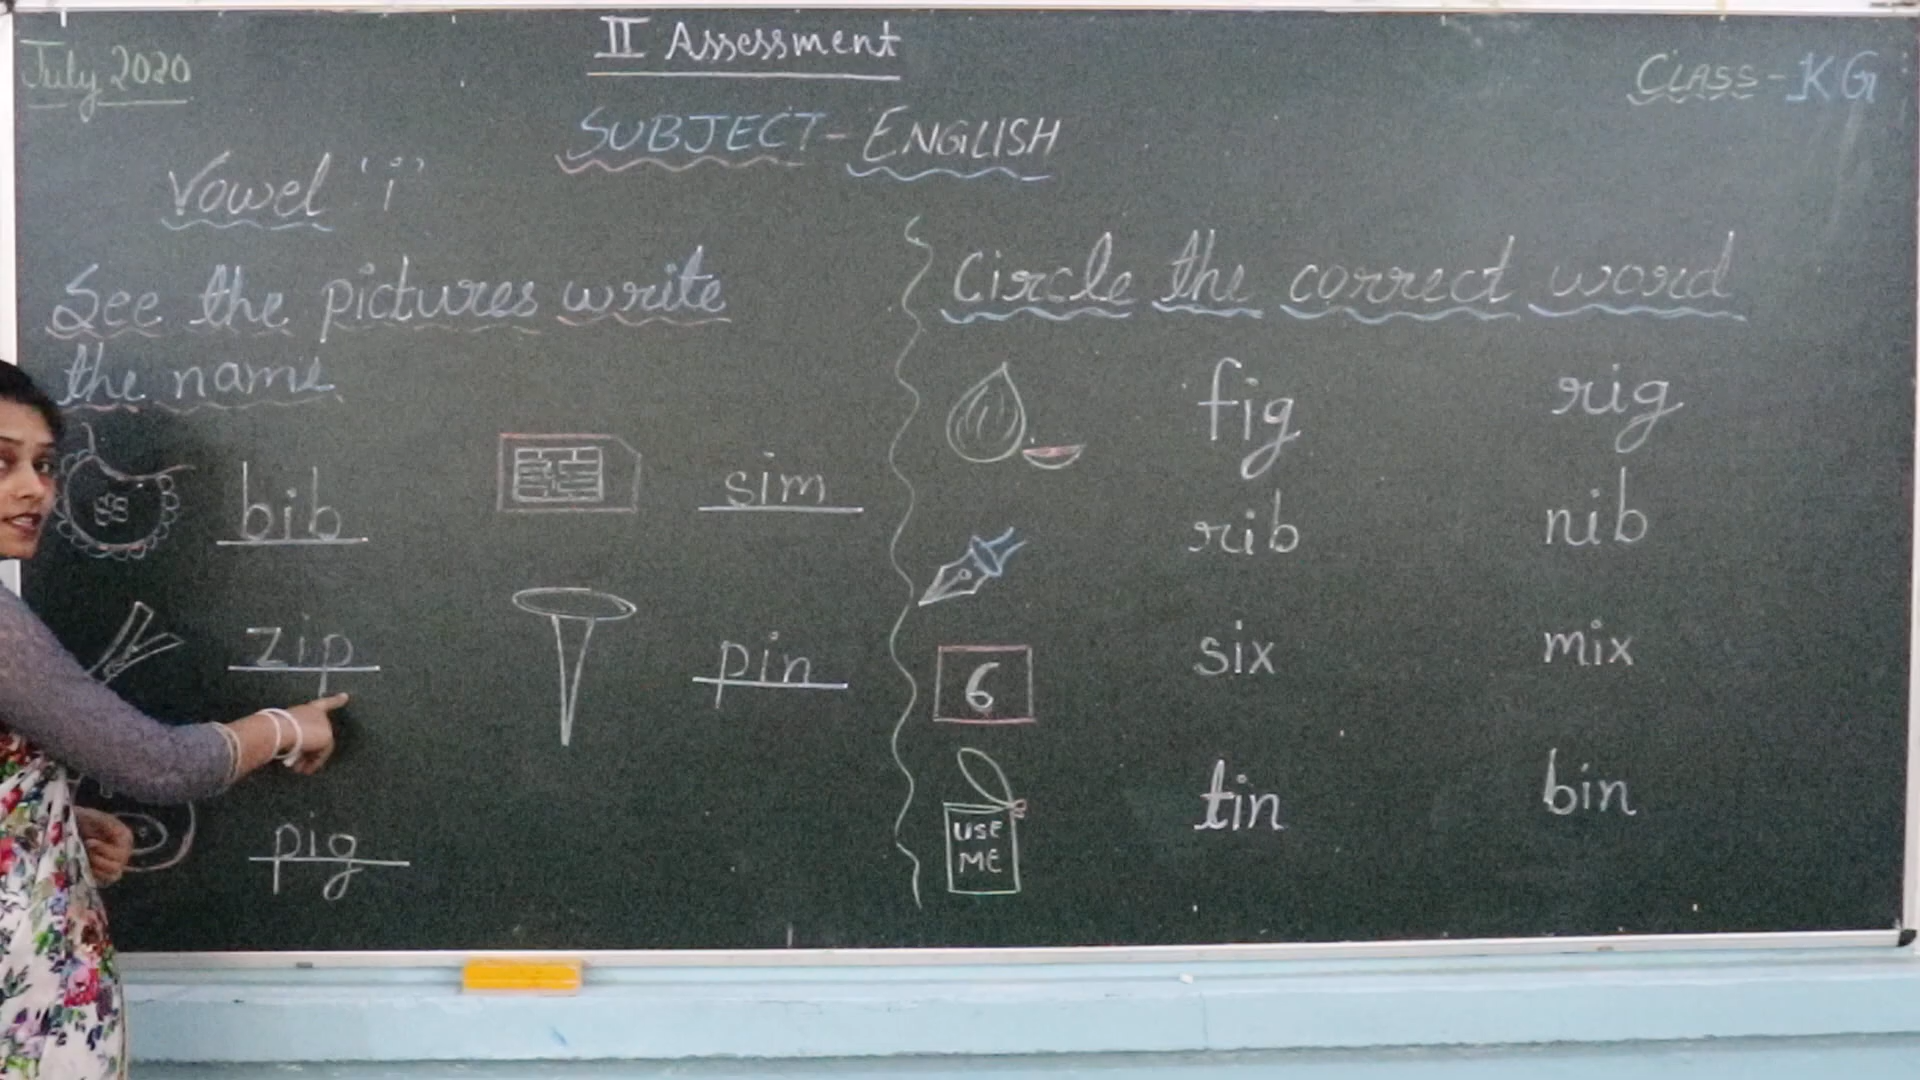 July 2020
II Assessment
CLASS - KG
SUBJECT - ENGLISH
Vowel 'i'
See the pictures write
the name
bib
sim
zip
pin
pig
Circle the correct word
fig rig
rib nib
6 six mix
USE
ME
tin bin